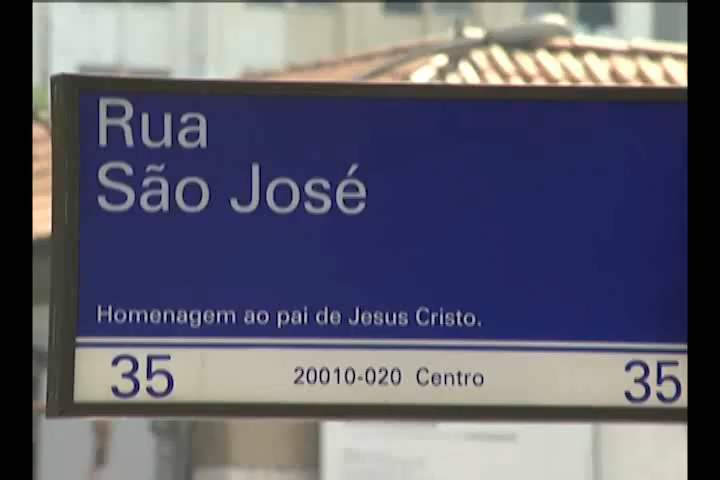 Rua
São José
Homenagem ao pai de Jesus Cristo.
35 20010-020 Centro 35